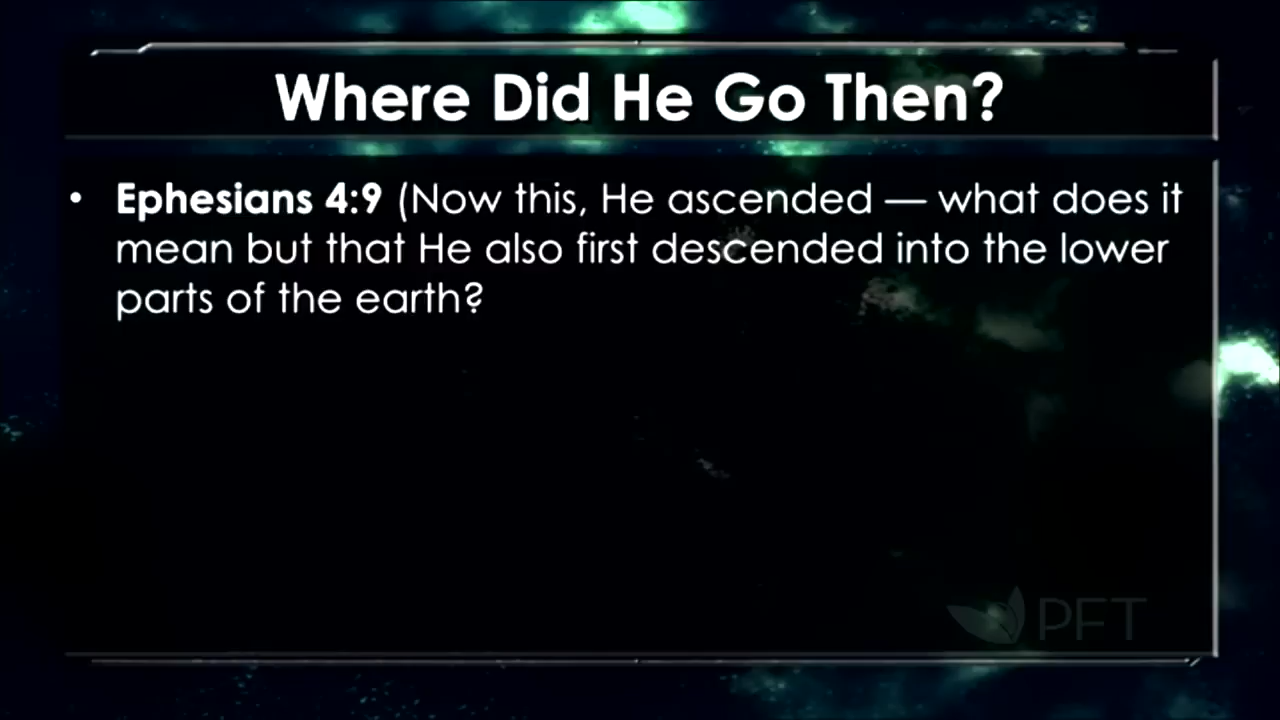 Where Did He Go Then?
• Ephesians 4:9 (Now this, He ascended — what does it
mean but that He also first descended into the lower
parts of the earth?
PFT